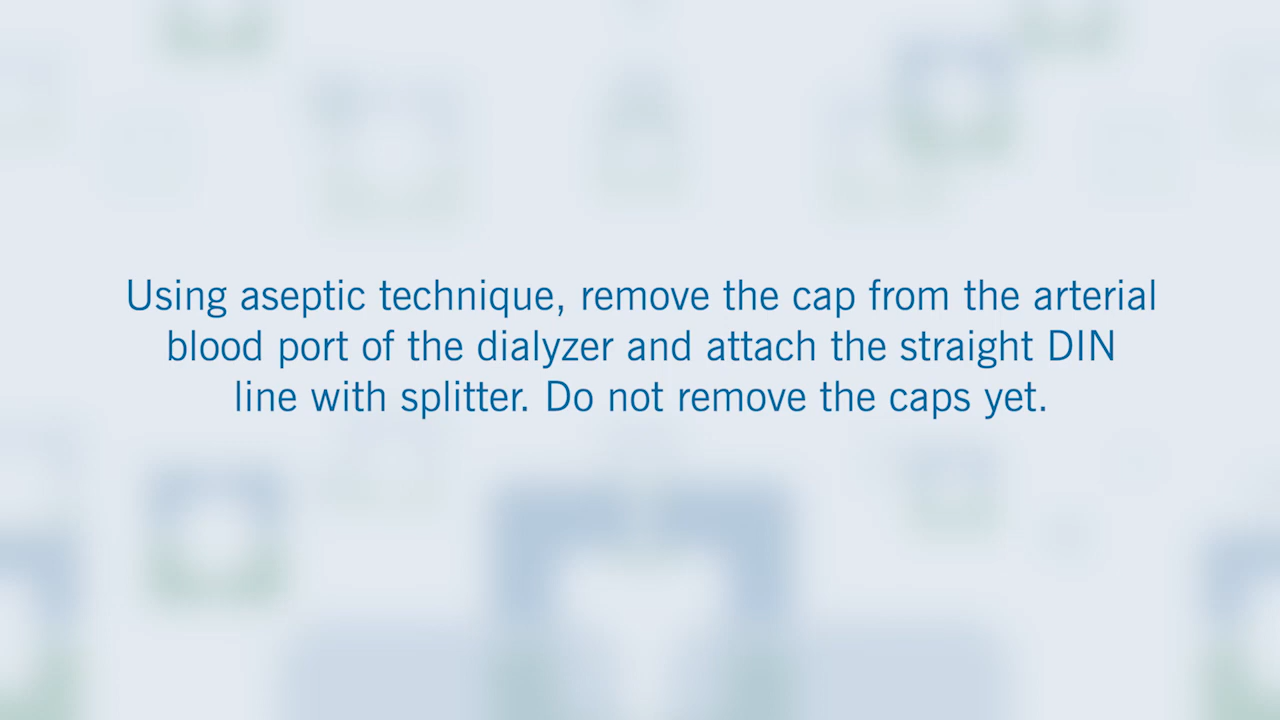 Using aseptic technique, remove the cap from the arterial
blood port of the dialyzer and attach the straight DIN
line with splitter. Do not remove the caps yet.